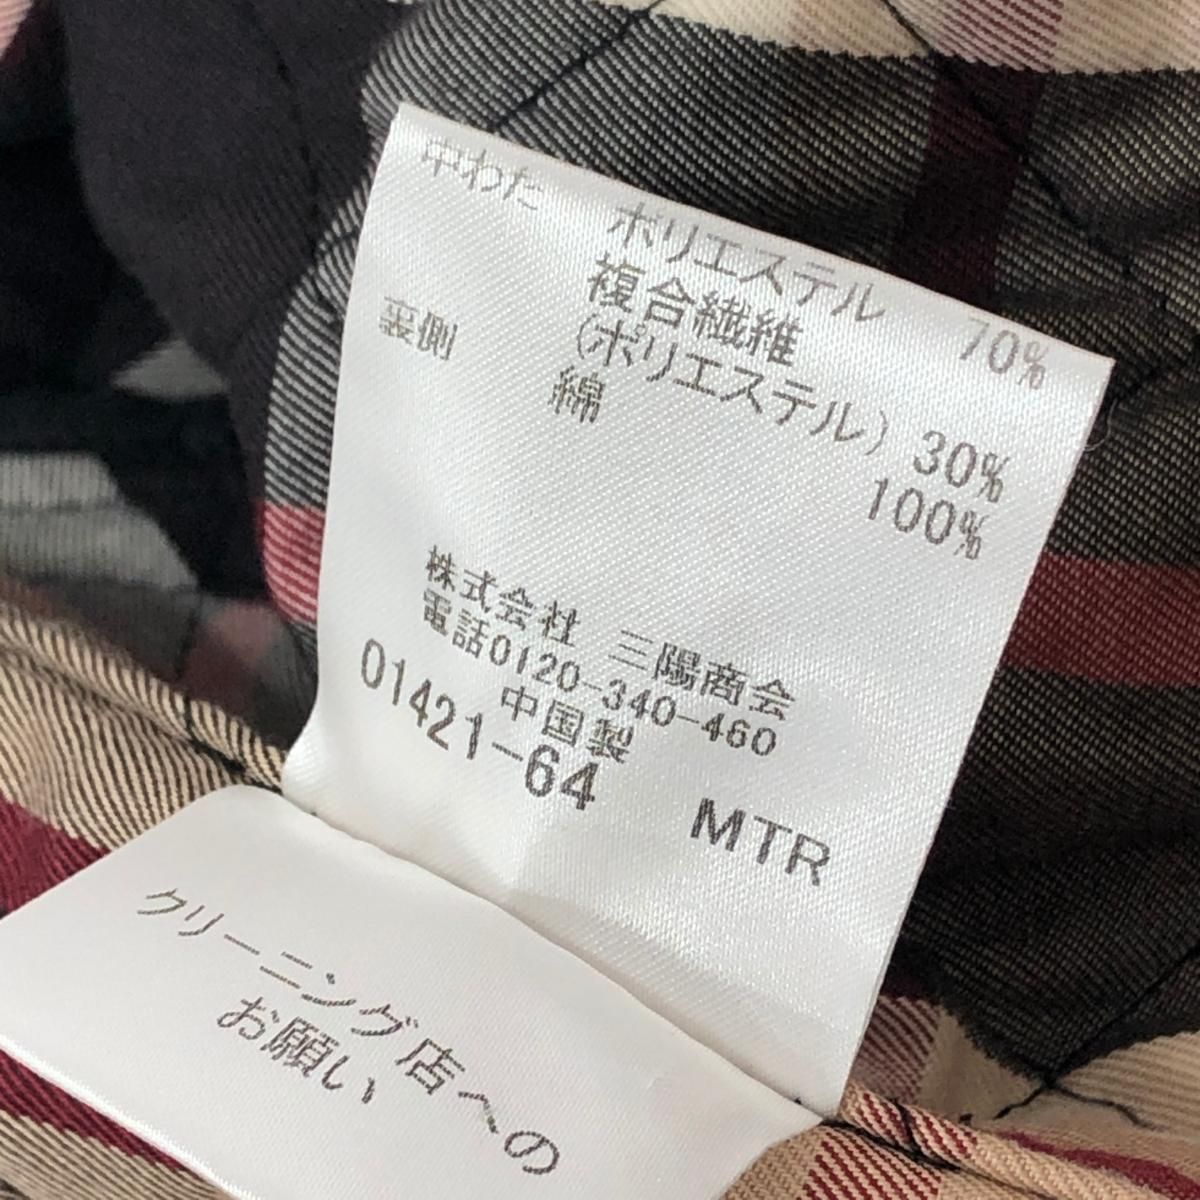 中わた ポリエステル 70%
複合繊維
(ポリエステル) 30%
裏側 綿 100%
株式会社 三陽商会
電話0120-340-460
中国製
01421-64 MTR
クリーニング店への
お願い